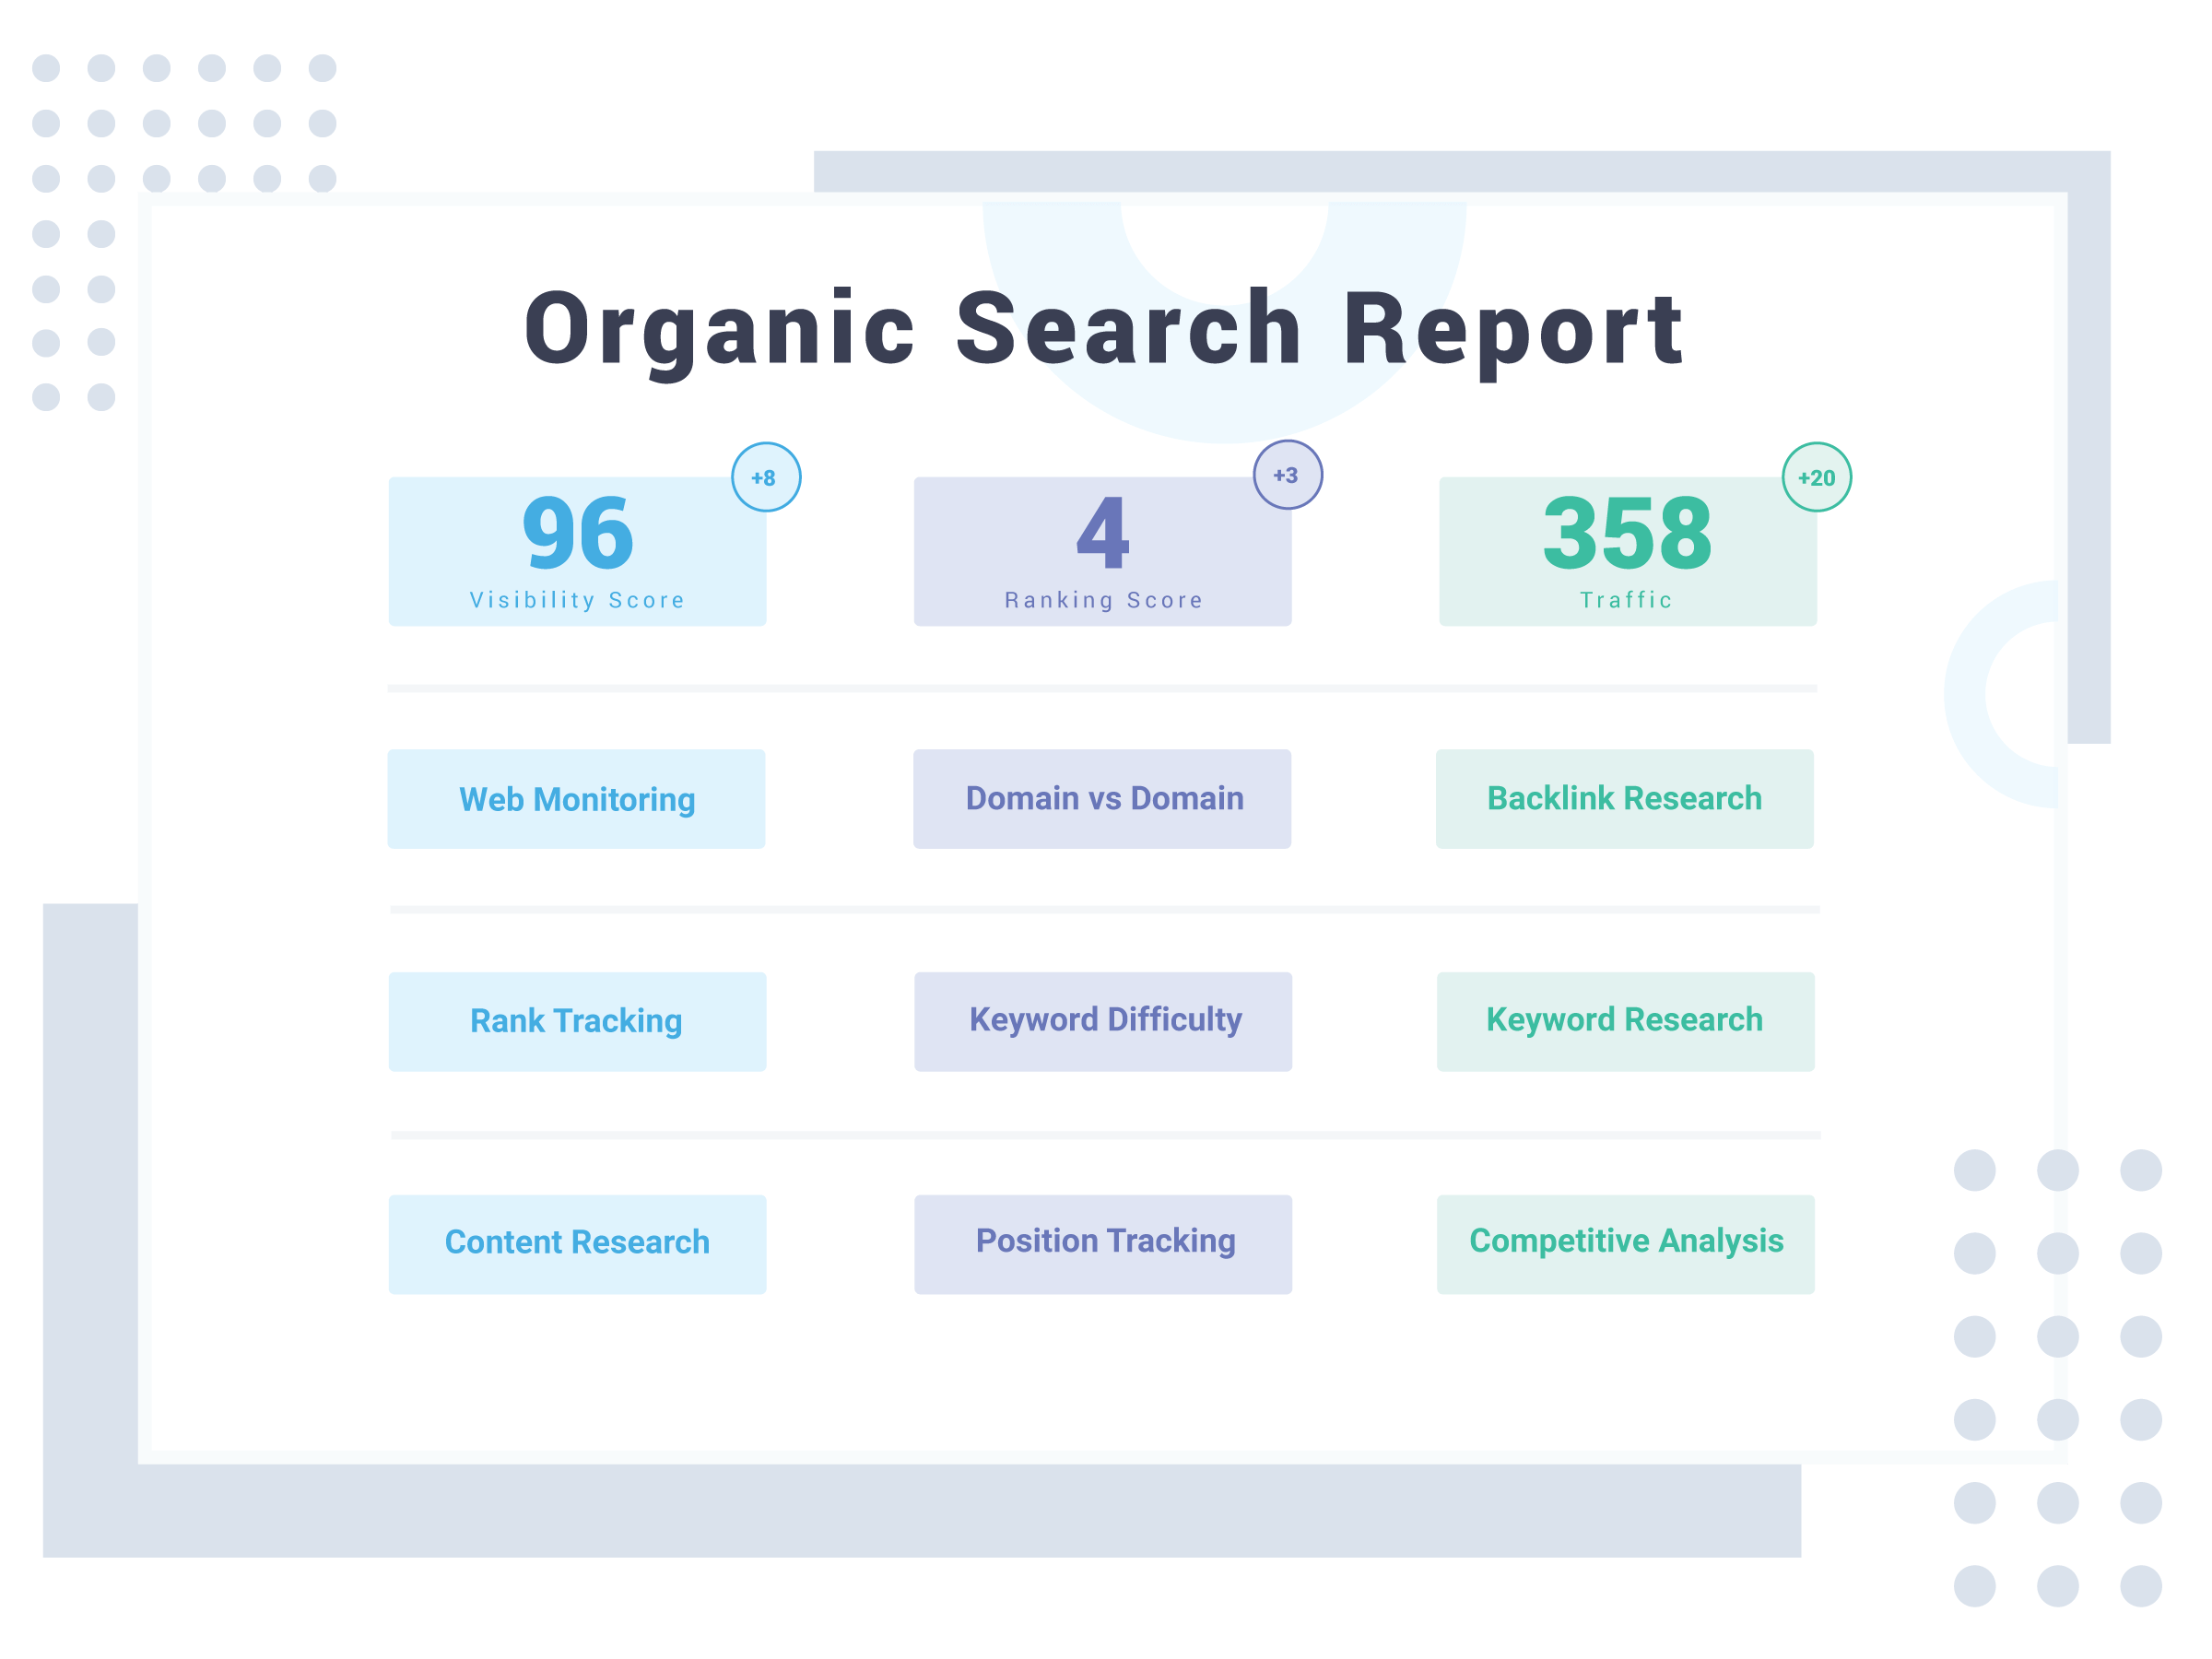 Organic Search Report
+8
+3
+20
96
4
358
Visibility Score
Ranking Score
Traffic
Web Monitoring
Domain vs Domain
Backlink Research
Rank Tracking
Keyword Difficulty
Keyword Research
Content Research
Position Tracking
Competitive Analysis